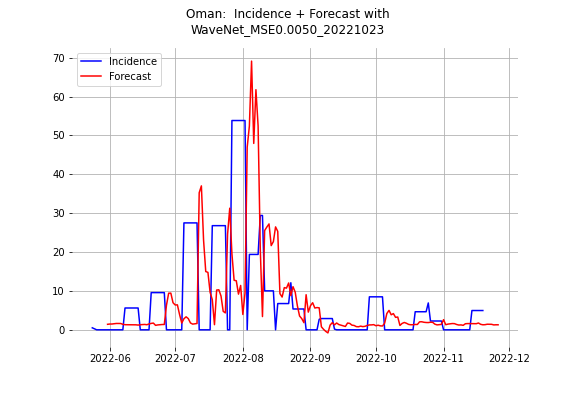 Oman:  Incidence + Forecast with
WaveNet_MSE0.0050_20221023
Incidence
Forecast
70
60
50
40
30
20
10
0
2022-06 2022-07 2022-08 2022-09 2022-10 2022-11 2022-12